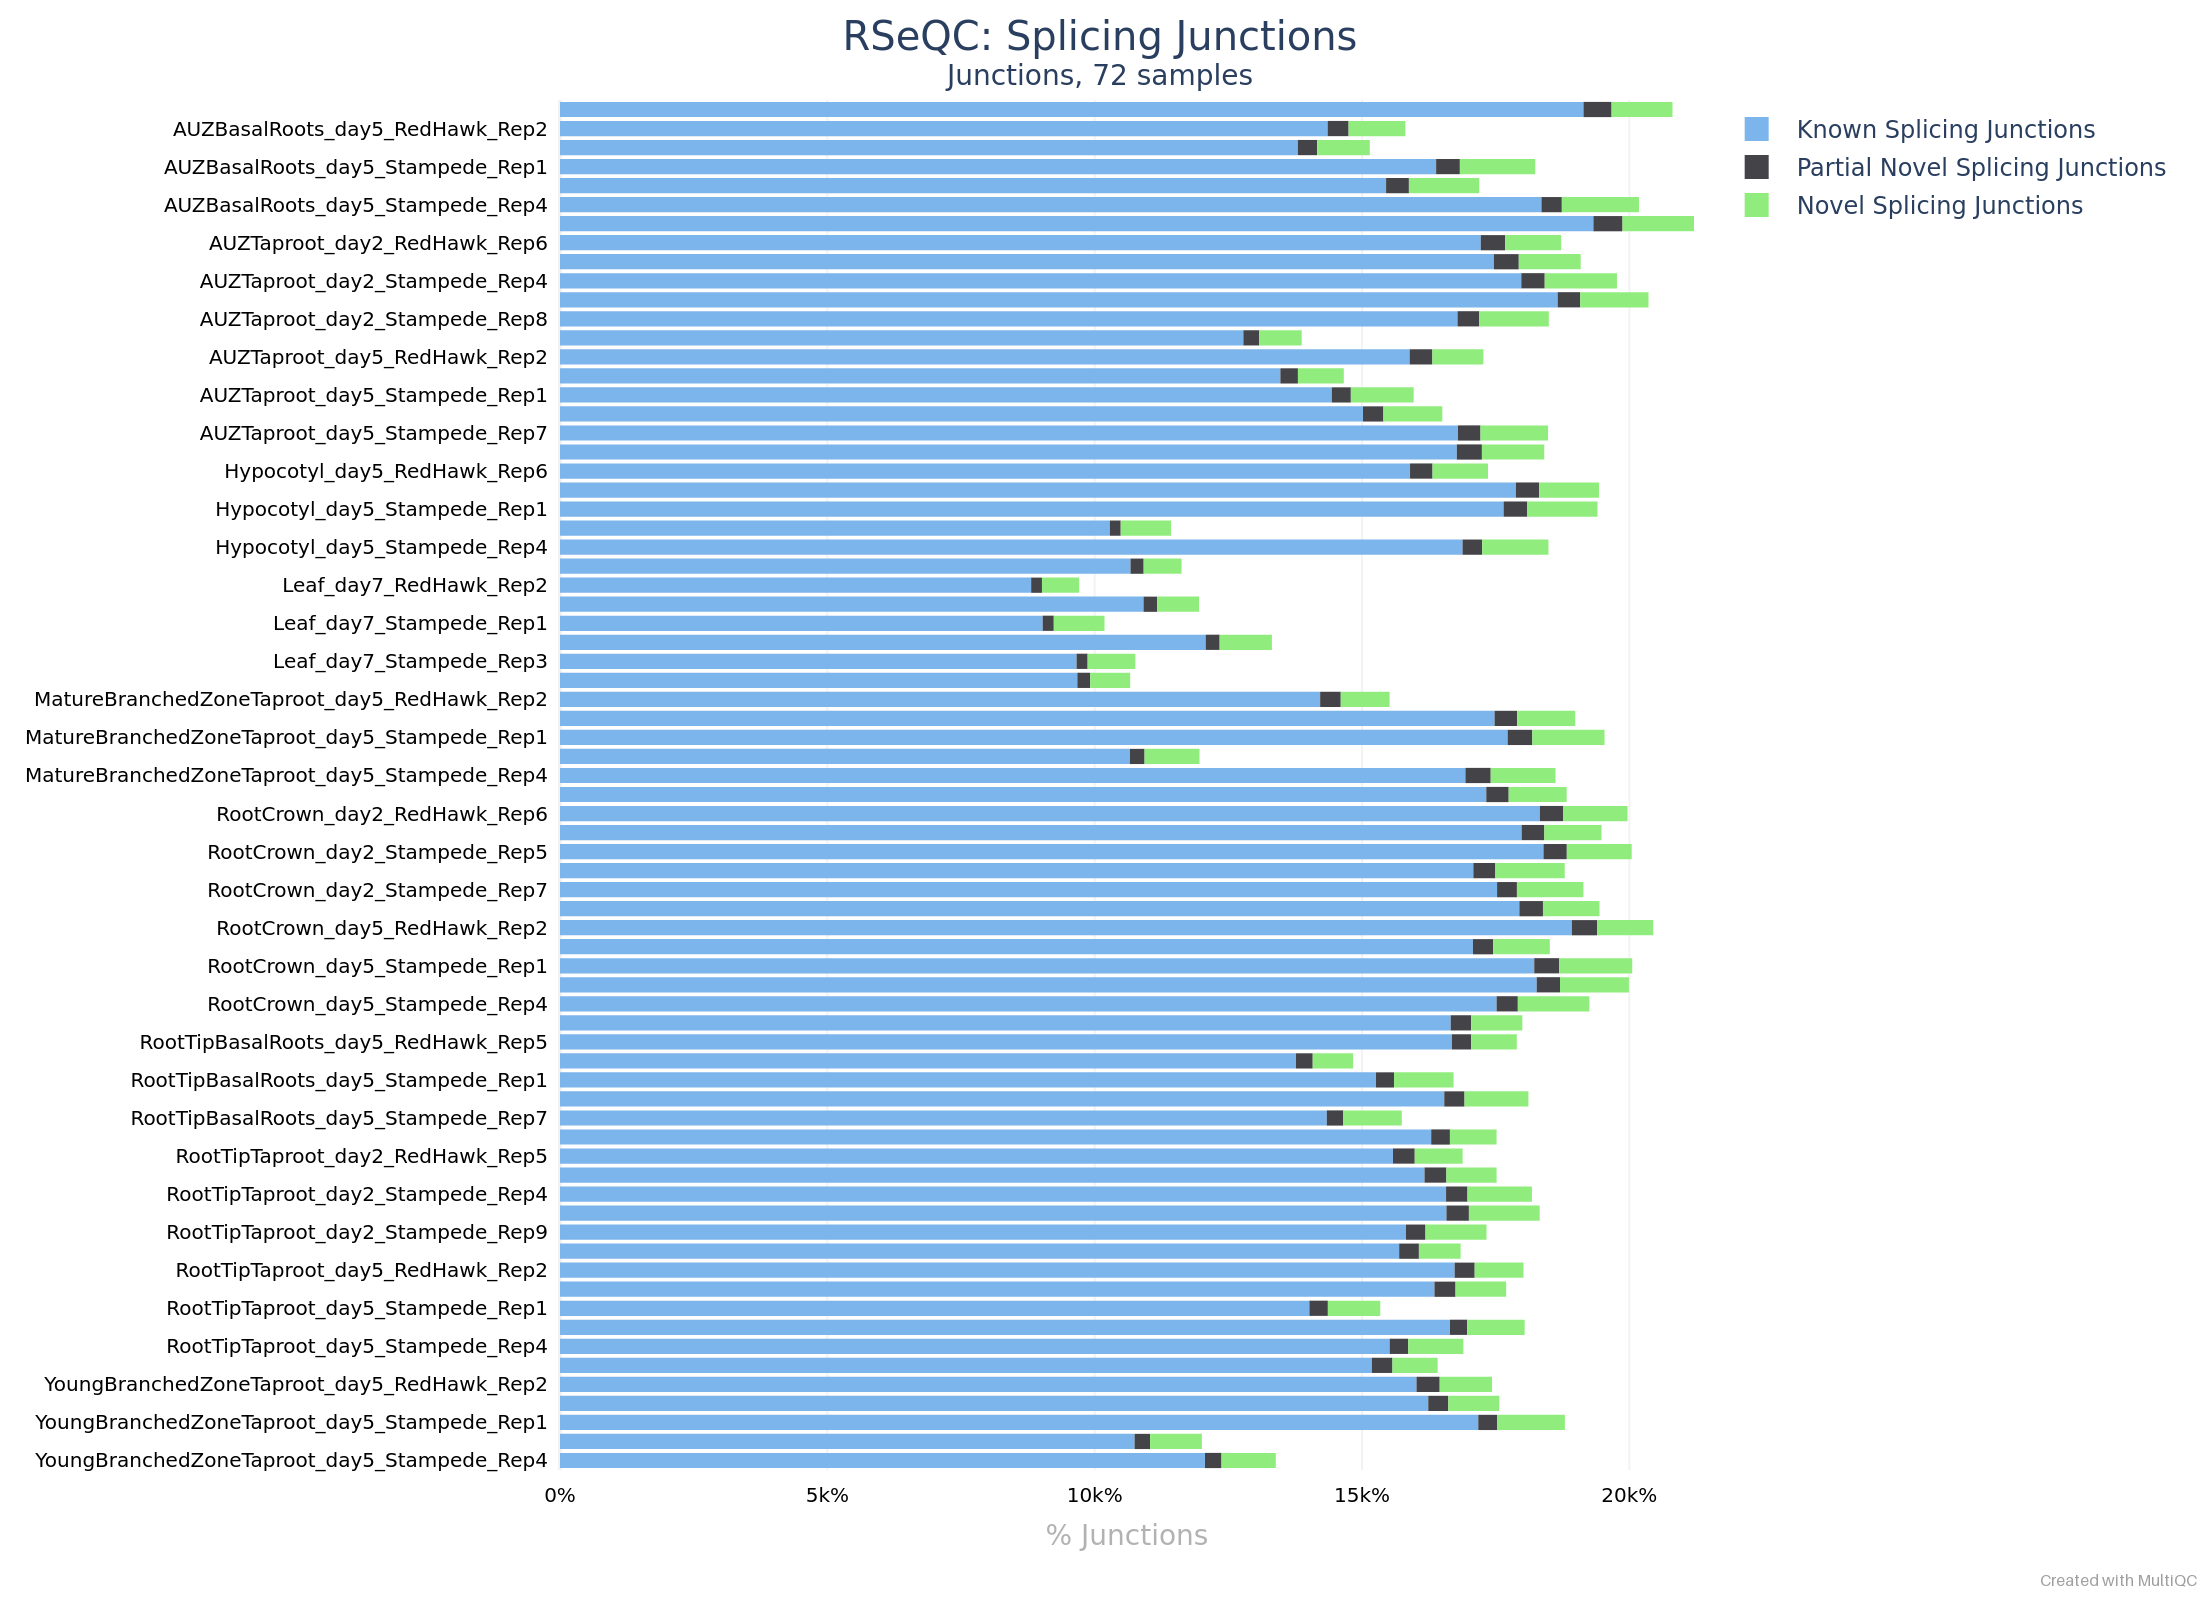 RSeQC: Splicing Junctions
Junctions, 72 samples
AUZBasalRoots_day5_RedHawk_Rep2
AUZBasalRoots_day5_Stampede_Rep1
AUZBasalRoots_day5_Stampede_Rep4
AUZTaproot_day2_RedHawk_Rep6
AUZTaproot_day2_Stampede_Rep4
AUZTaproot_day2_Stampede_Rep8
AUZTaproot_day5_RedHawk_Rep2
AUZTaproot_day5_Stampede_Rep1
AUZTaproot_day5_Stampede_Rep7
Hypocotyl_day5_RedHawk_Rep6
Hypocotyl_day5_Stampede_Rep1
Hypocotyl_day5_Stampede_Rep4
Leaf_day7_RedHawk_Rep2
Leaf_day7_Stampede_Rep1
Leaf_day7_Stampede_Rep3
MatureBranchedZoneTaproot_day5_RedHawk_Rep2
MatureBranchedZoneTaproot_day5_Stampede_Rep1
MatureBranchedZoneTaproot_day5_Stampede_Rep4
RootCrown_day2_RedHawk_Rep6
RootCrown_day2_Stampede_Rep5
RootCrown_day2_Stampede_Rep7
RootCrown_day5_RedHawk_Rep2
RootCrown_day5_Stampede_Rep1
RootCrown_day5_Stampede_Rep4
RootTipBasalRoots_day5_RedHawk_Rep5
RootTipBasalRoots_day5_Stampede_Rep1
RootTipBasalRoots_day5_Stampede_Rep7
RootTipTaproot_day2_RedHawk_Rep5
RootTipTaproot_day2_Stampede_Rep4
RootTipTaproot_day2_Stampede_Rep9
RootTipTaproot_day5_RedHawk_Rep2
RootTipTaproot_day5_Stampede_Rep1
RootTipTaproot_day5_Stampede_Rep4
YoungBranchedZoneTaproot_day5_RedHawk_Rep2
YoungBranchedZoneTaproot_day5_Stampede_Rep1
YoungBranchedZoneTaproot_day5_Stampede_Rep4
0% 5k% 10k% 15k% 20k%
% Junctions
Known Splicing Junctions
Partial Novel Splicing Junctions
Novel Splicing Junctions
Created with MultiQC